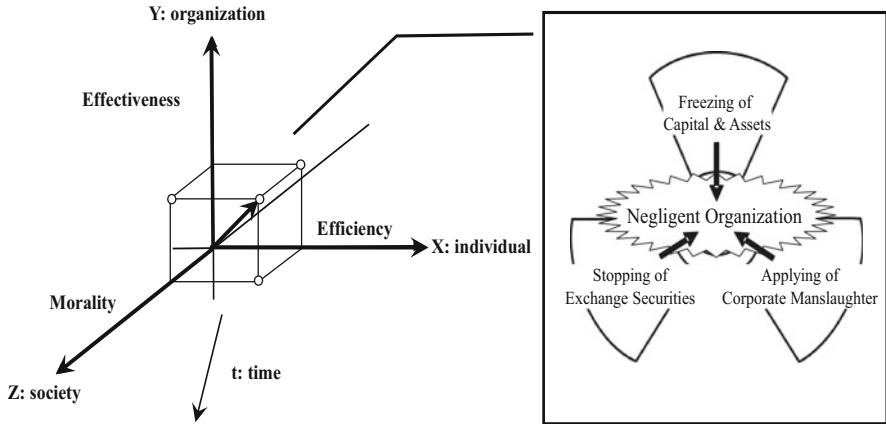 Y: organization
Effectiveness
Efficiency
X: individual
Morality
t: time
Z: society
Freezing of
Capital & Assets
Negligent Organization
Stopping of
Exchange Securities
Applying of
Corporate Manslaughter